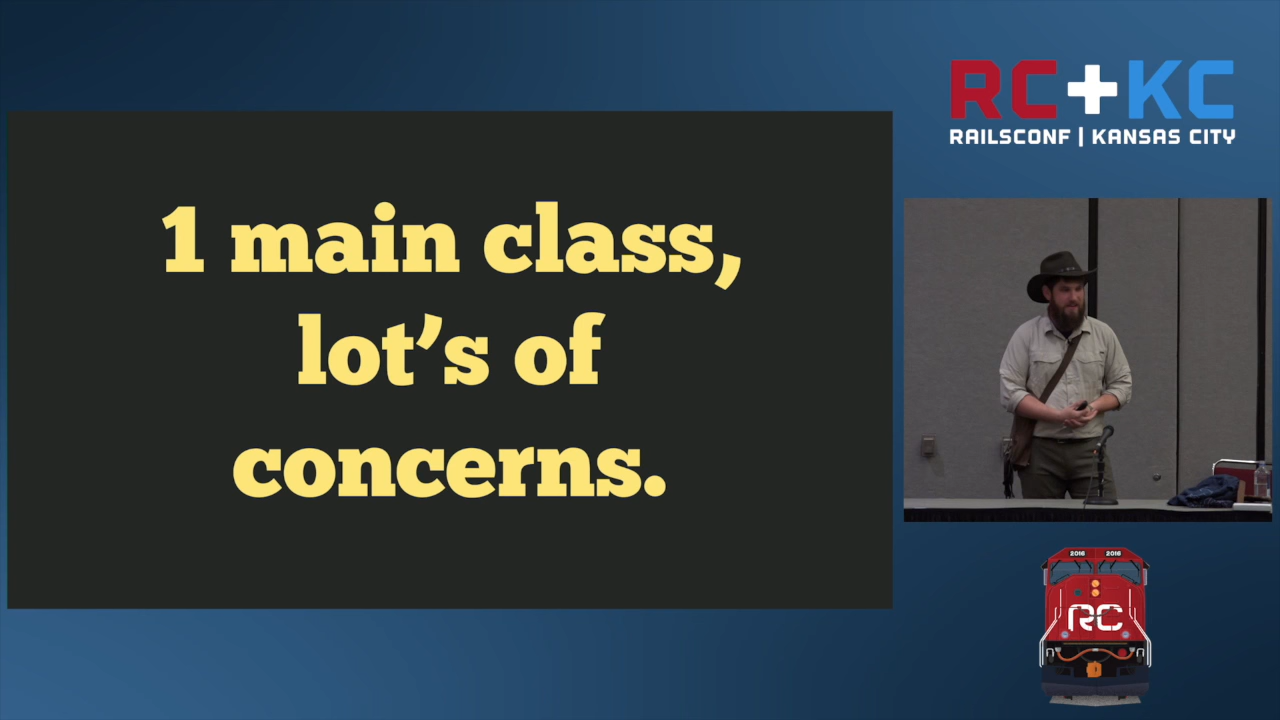 1 main class,
lot’s of
concerns.
RC+KC
RAILSCONF | KANSAS CITY
2016 2016
RC